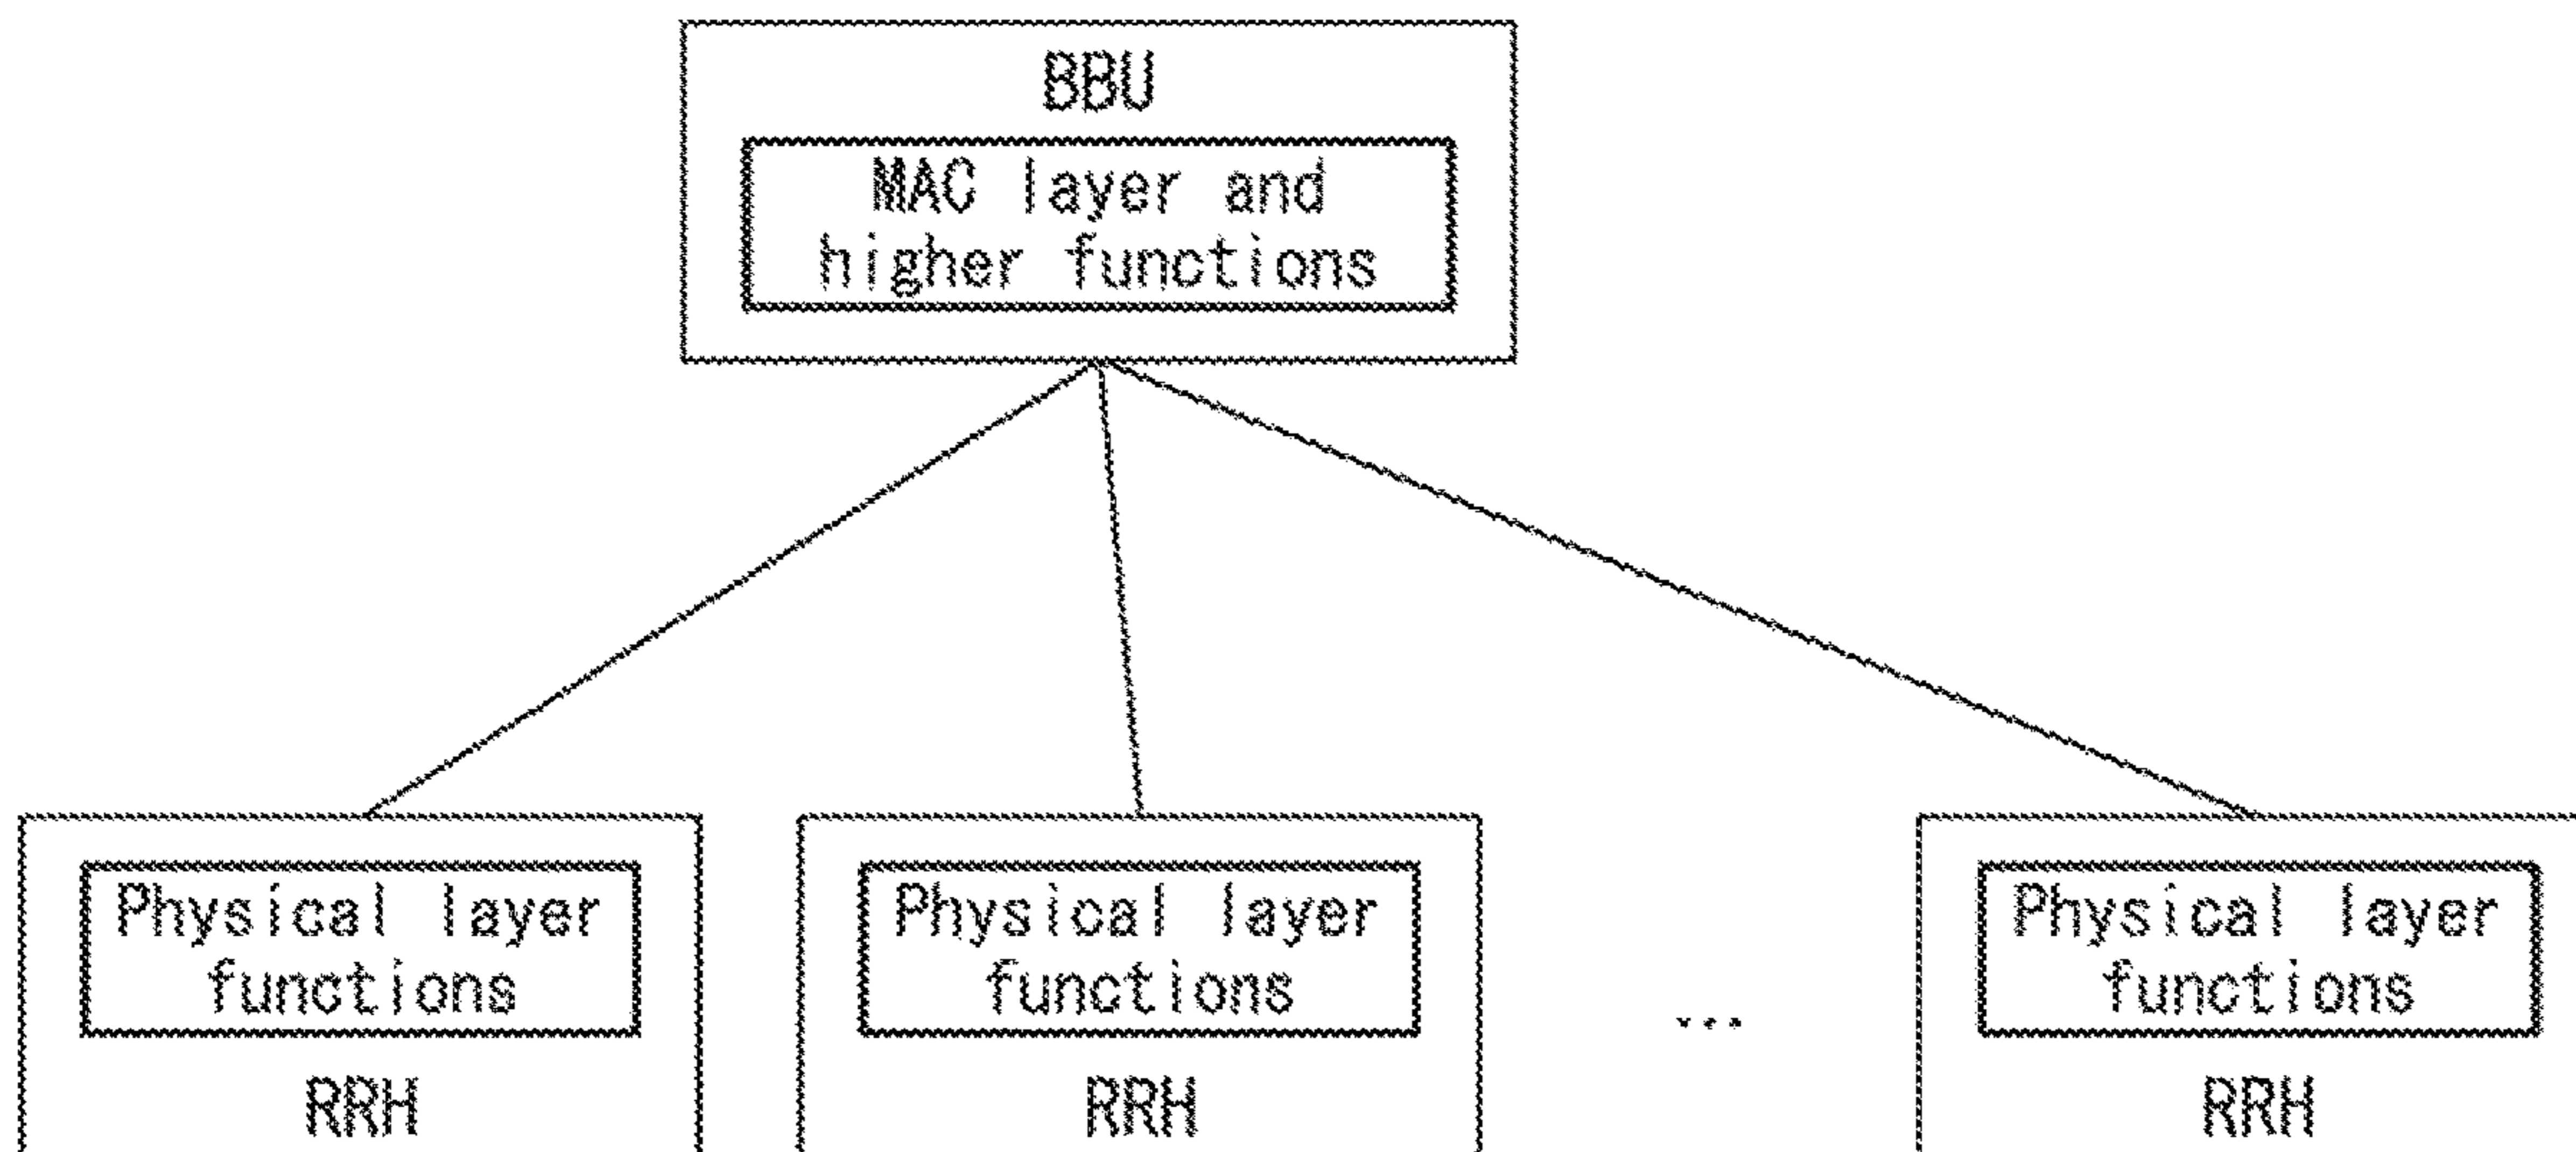 BBU
MAC layer and
higher functions
Physical layer
functions
RRH
Physical layer
functions
RRH
...
Physical layer
functions
RRH